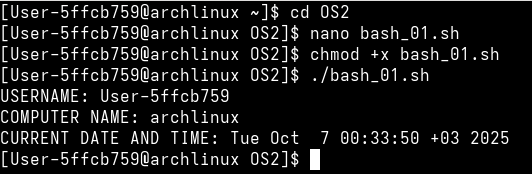 [User-5ffcb759@archlinux ~]$ cd OS2
[User-5ffcb759@archlinux OS2]$ nano bash_01.sh
[User-5ffcb759@archlinux OS2]$ chmod +x bash_01.sh
[User-5ffcb759@archlinux OS2]$ ./bash_01.sh
USERNAME: User-5ffcb759
COMPUTER NAME: archlinux
CURRENT DATE AND TIME: Tue Oct  7 00:33:50 +03 2025
[User-5ffcb759@archlinux OS2]$